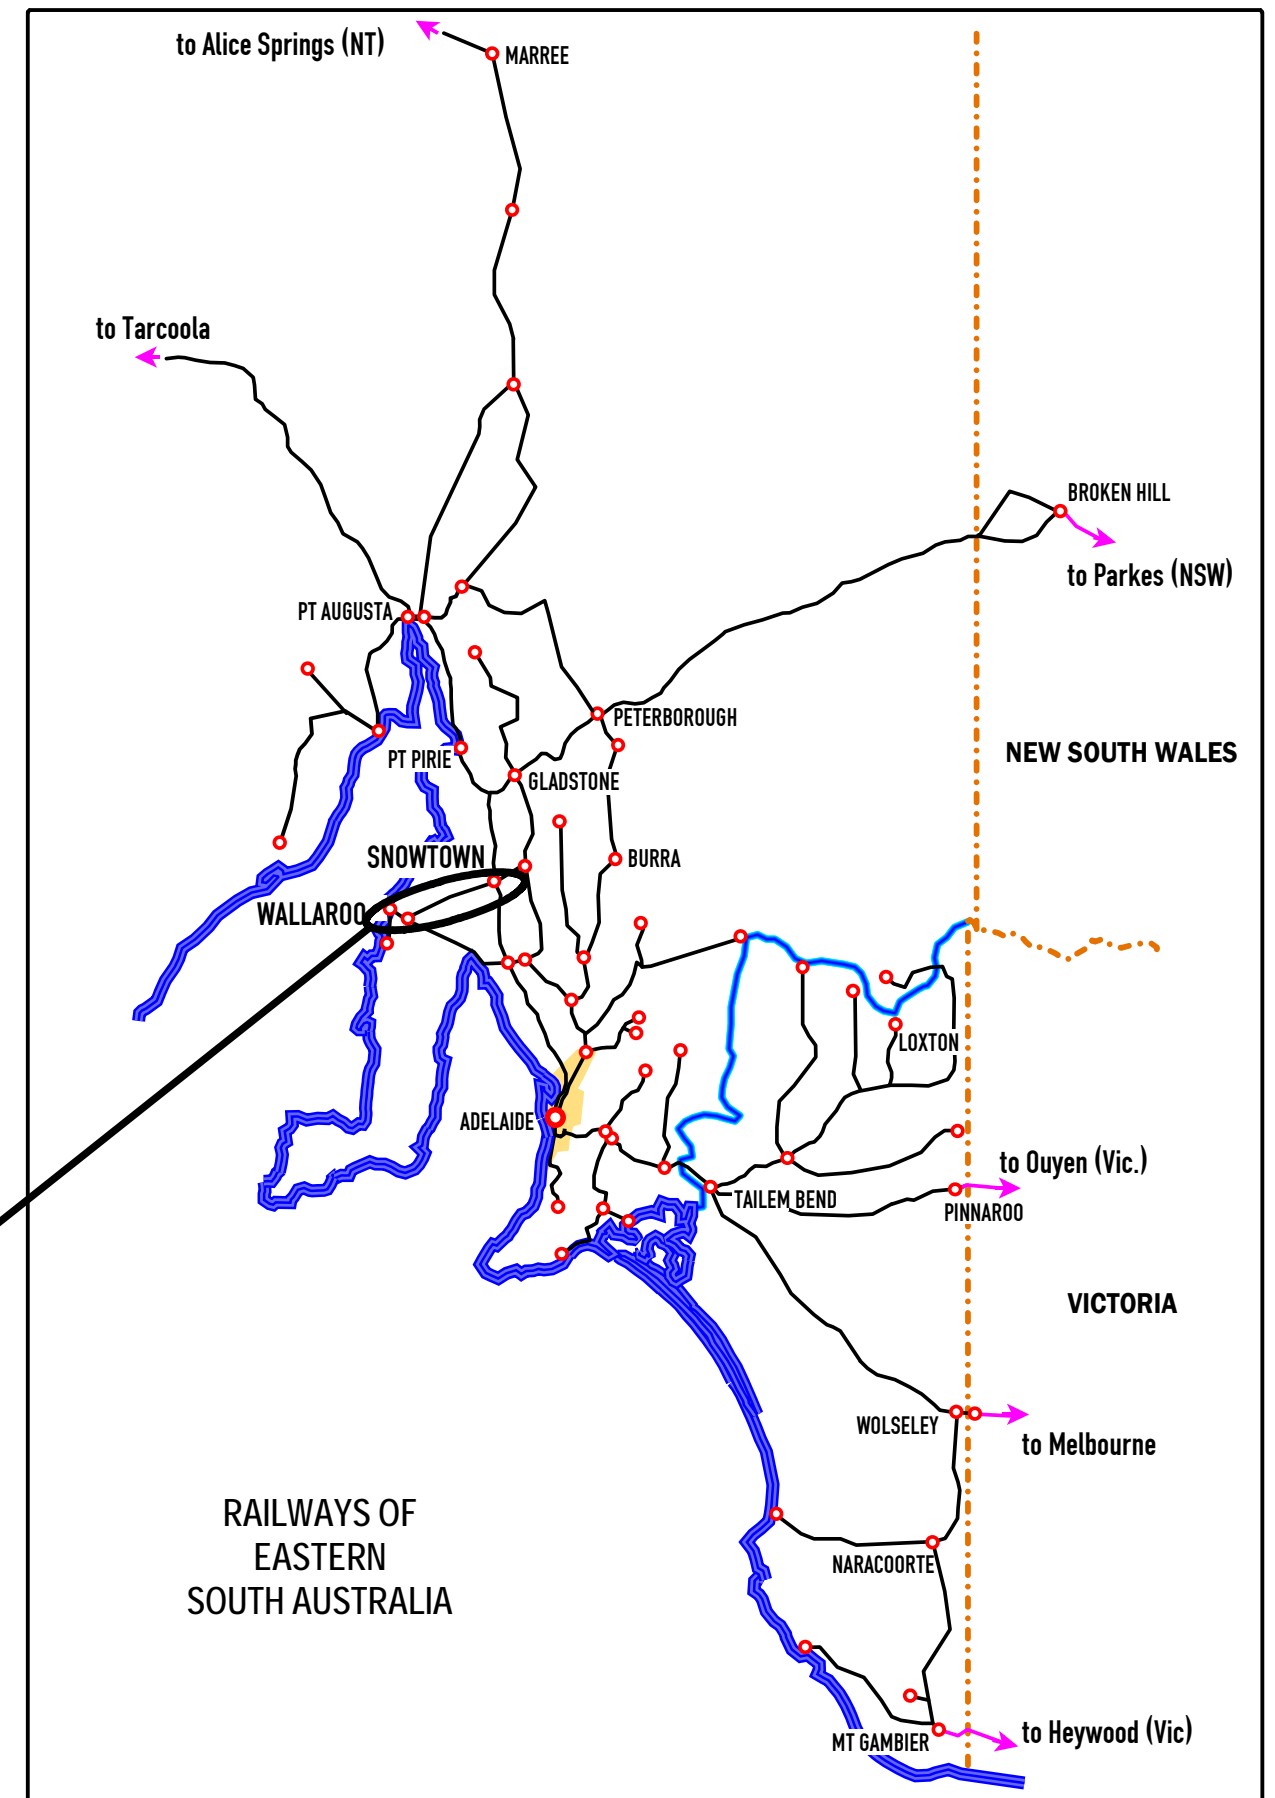 to Alice Springs (NT)
MARREE
to Tarcoola
BROKEN HILL
to Parkes (NSW)
PT AUGUSTA
PETERBOROUGH
NEW SOUTH WALES
PT PIRIE
GLADSTONE
SNOWTOWN
BURRA
WALLAROO
LOXTON
ADELAIDE
to Ouyen (Vic.)
TAILEM BEND
PINNAROO
VICTORIA
WOLSELEY
to Melbourne
RAILWAYS OF
EASTERN
SOUTH AUSTRALIA
NARACOORTE
MT GAMBIER
to Heywood (Vic)